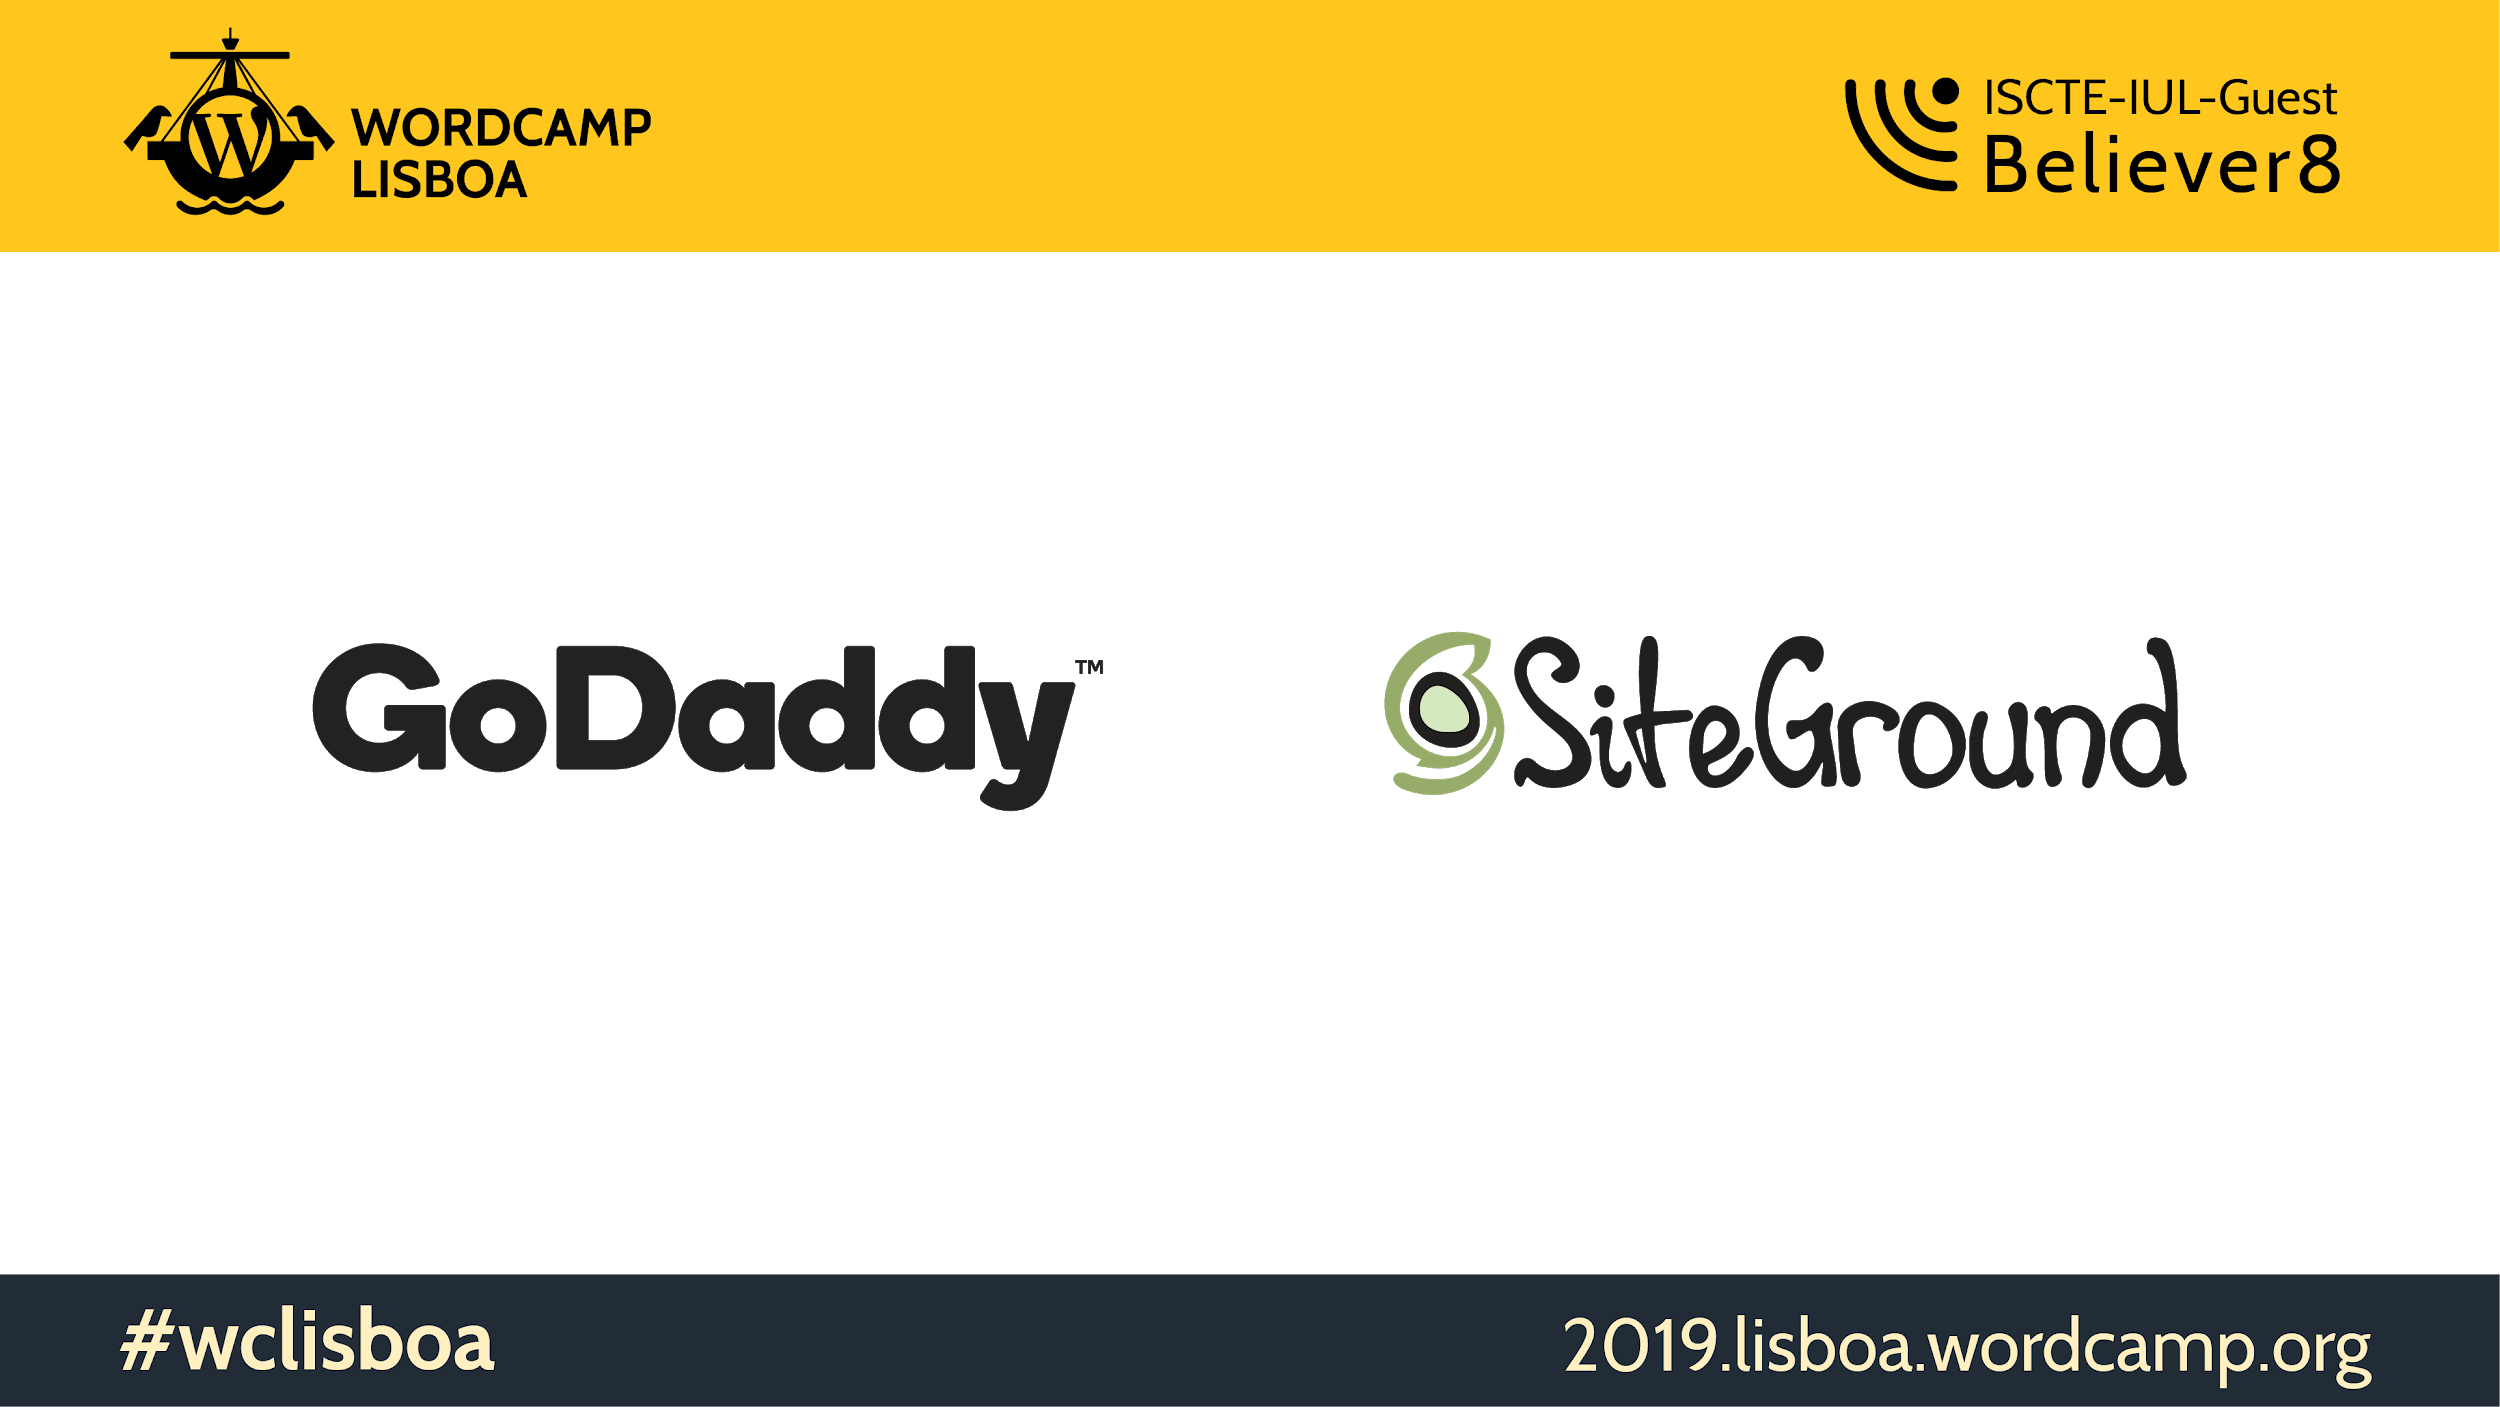 WORDCAMP
LISBOA
ISCTE-IUL-Guest
Believer8
GoDaddy™
SiteGround
#wclisboa
2019.lisboa.wordcamp.org